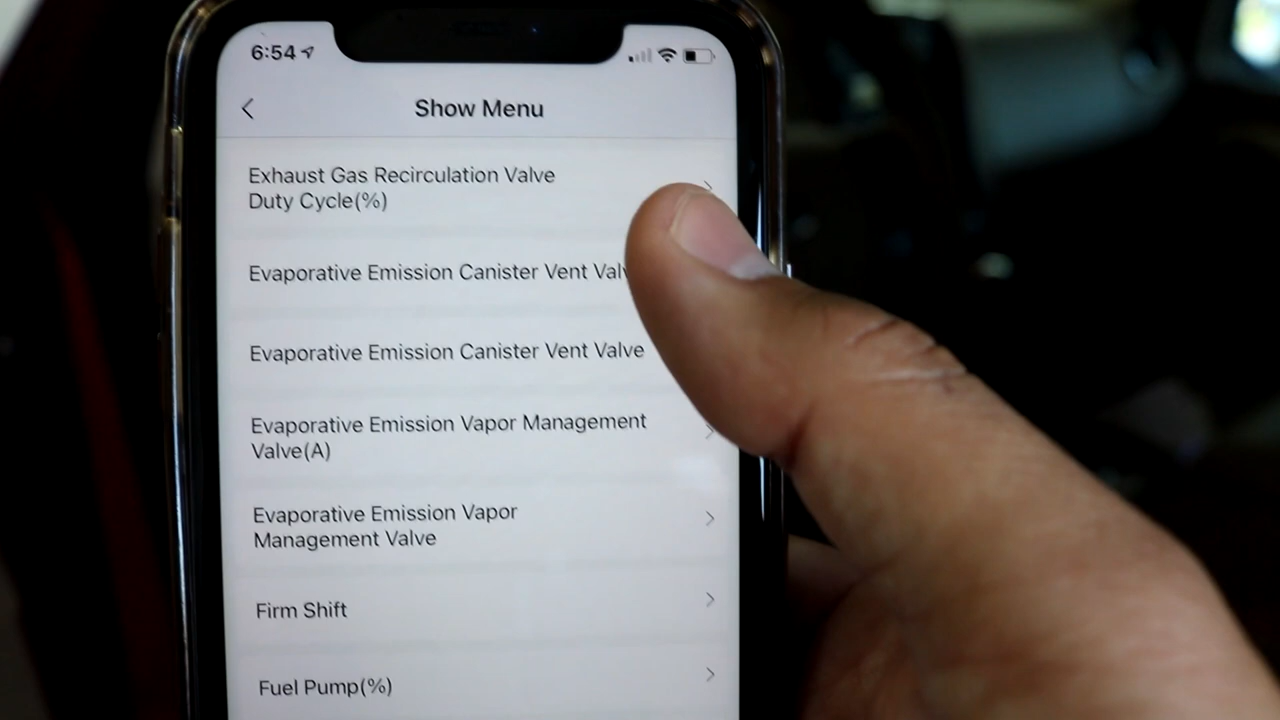 6:54
Show Menu
Exhaust Gas Recirculation Valve
Duty Cycle(%)
Evaporative Emission Canister Vent
Evaporative Emission Canister Vent Valve
Evaporative Emission Vapor Management
Valve(A)
Evaporative Emission Vapor
Management Valve
Firm Shift
Fuel Pump(%)